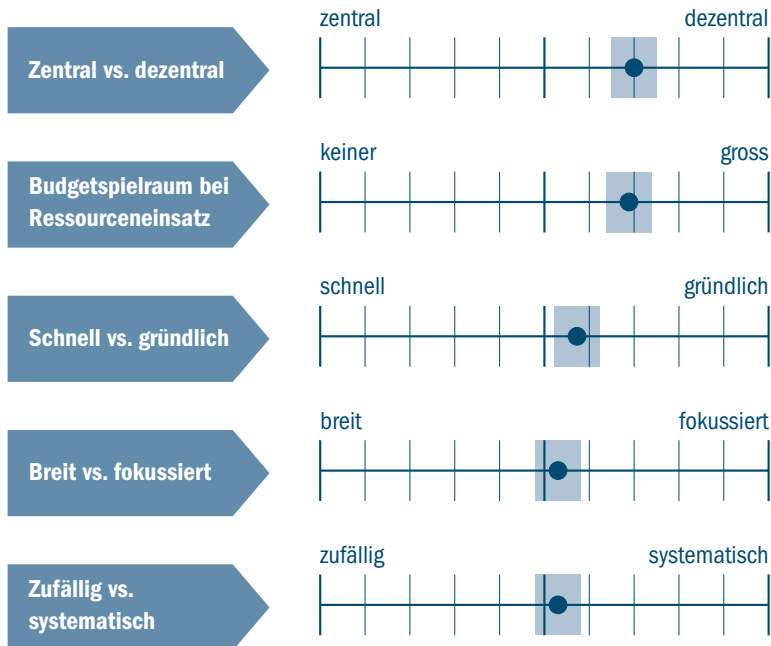 zentral dezentral
Zentral vs. dezentral
keiner gross
Budgetspielraum bei
Ressourceneinsatz
schnell gründlich
Schnell vs. gründlich
breit fokussiert
Breit vs. fokussiert
zufällig systematisch
Zufällig vs.
systematisch